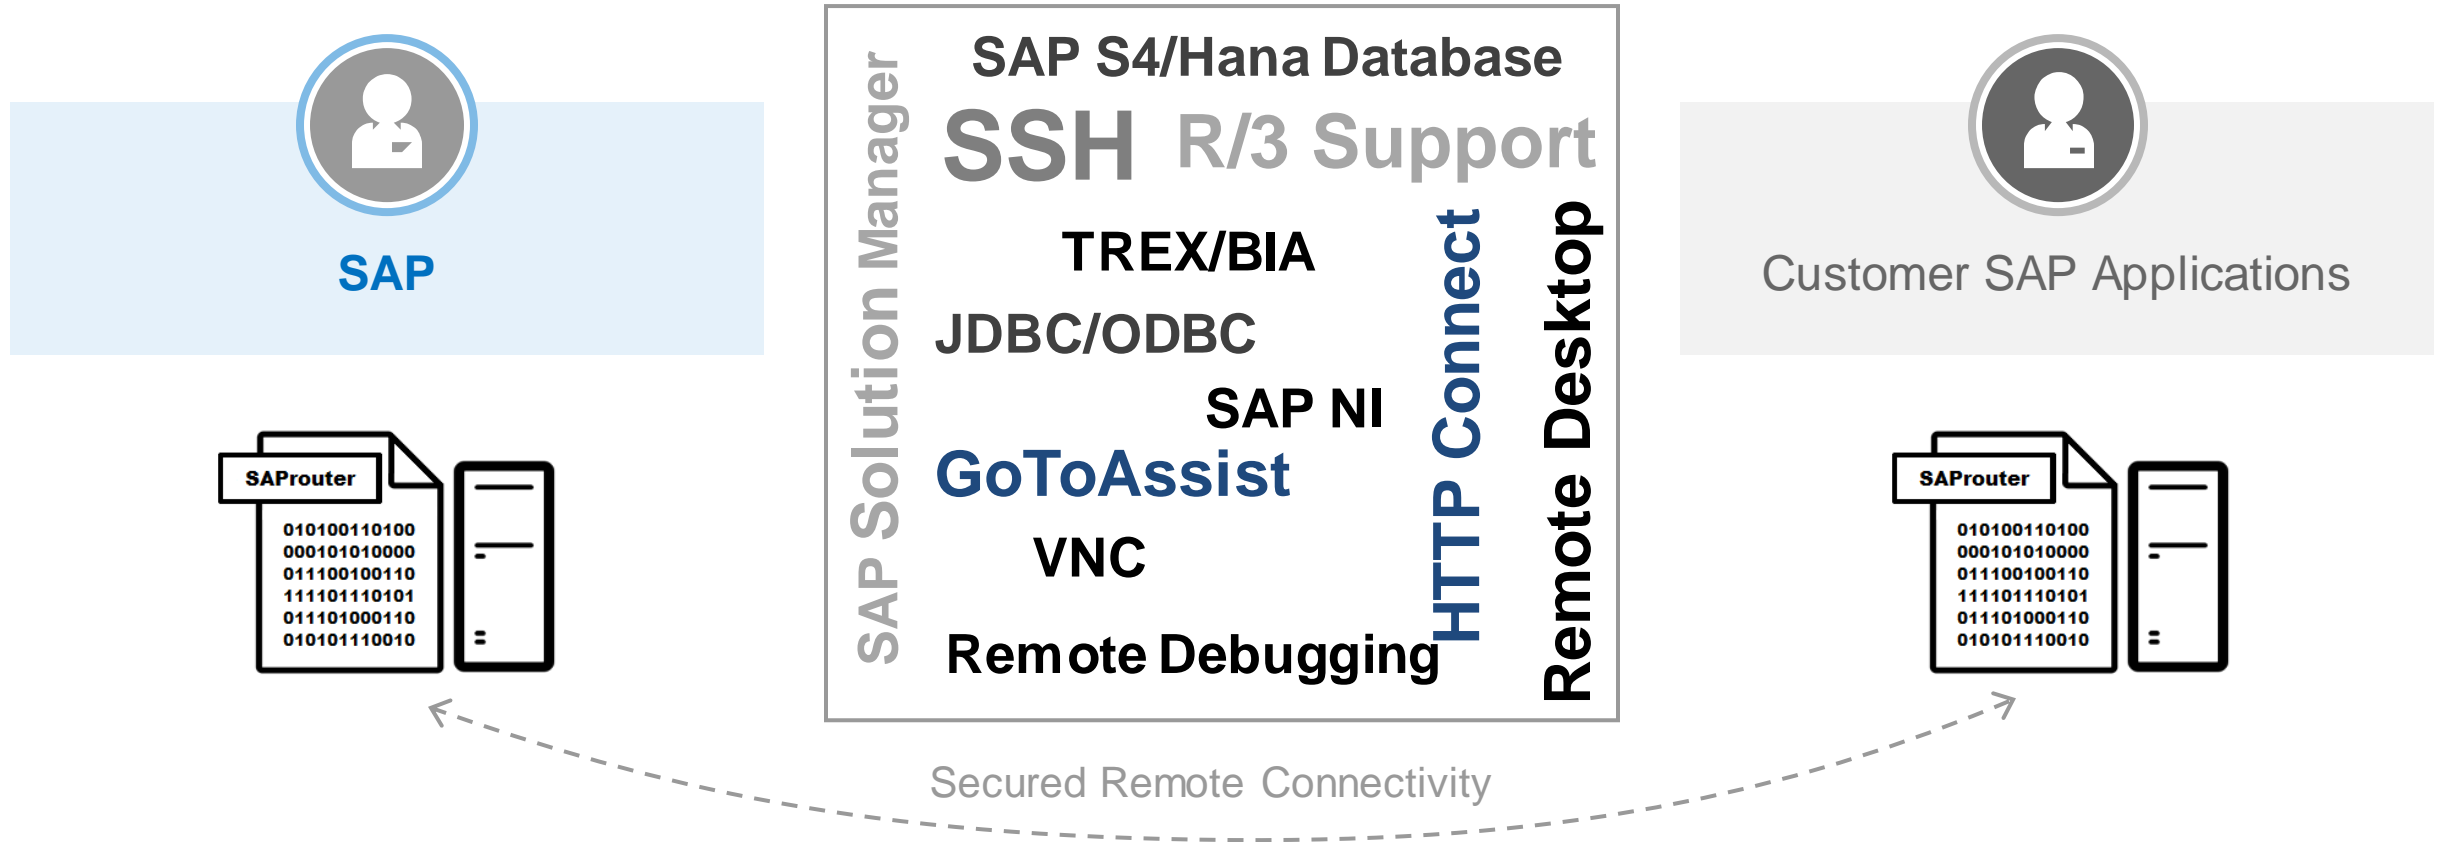 SAP
SAProuter
010100110100
000101010000
011100100110
111101110101
011101000110
010101110010
SAP Solution Manager
SAP S4/Hana Database
SSH
R/3 Support
TREX/BIA
JDBC/ODBC
SAP NI
GoToAssist
VNC
Remote Debugging
HTTP Connect
Remote Desktop
Customer SAP Applications
SAProuter
010100110100
000101010000
011100100110
111101110101
011101000110
010101110010
Secured Remote Connectivity